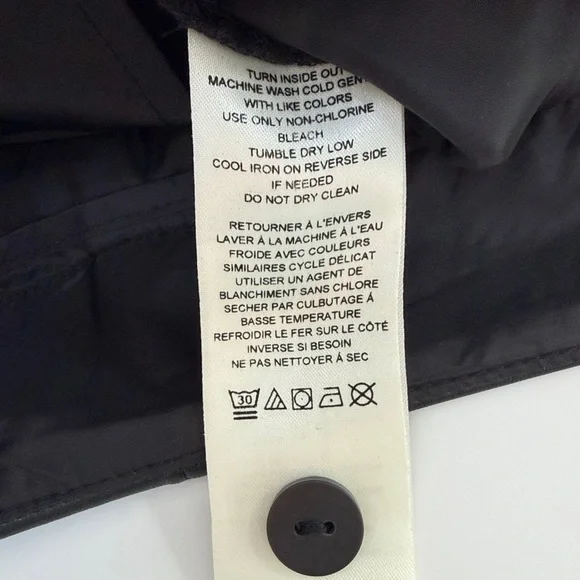 TURN INSIDE OUT
MACHINE WASH COLD
WITH LIKE COLORS
USE ONLY NON-CHLORINE
BLEACH
TUMBLE DRY LOW
COOL IRON ON REVERSE SIDE
IF NEEDED
DO NOT DRY CLEAN
RETOURNER À L'ENVERS
LAVER À LA MACHINE À L'EAU
FROIDE AVEC COULEURS
SIMILAIRES CYCLE DÉLICAT
UTILISER UN AGENT DE
BLANCHIMENT SANS CHLORE
SECHER PAR CULBUTAGE À
BASSE TEMPERATURE
REFROIDIR LE FER SUR LE CÔTÉ
INVERSE SI BESOIN
NE PAS NETTOYER À SEC
30